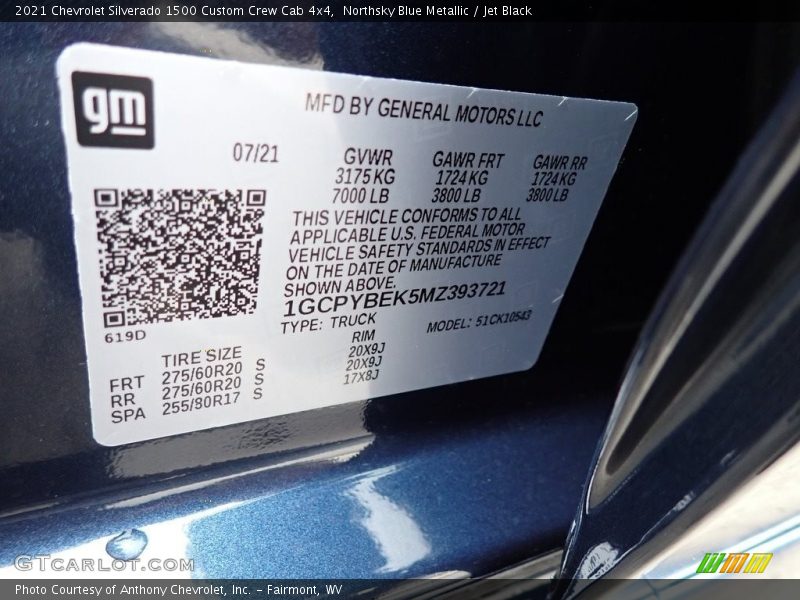 2021 Chevrolet Silverado 1500 Custom Crew Cab 4x4,  Northsky Blue Metallic / Jet Black
gm
MFD BY GENERAL MOTORS LLC
07/21
GVWR GAWR FRT GAWR RR
3175 KG 1724 KG 1724 KG
7000 LB 3800 LB 3800 LB
THIS VEHICLE CONFORMS TO ALL
APPLICABLE U.S. FEDERAL MOTOR
VEHICLE SAFETY STANDARDS IN EFFECT
ON THE DATE OF MANUFACTURE
SHOWN ABOVE.
1GCPYBEK5MZ393721
TYPE: TRUCK MODEL: 51CK10543
619D
TIRE SIZE RIM
FRT 275/60R20 S 20X9J
RR 275/60R20 S 20X9J
SPA 255/80R17 S 17X8J
GTCARLOT.COM
Photo Courtesy of Anthony Chevrolet, Inc. – Fairmont, WV